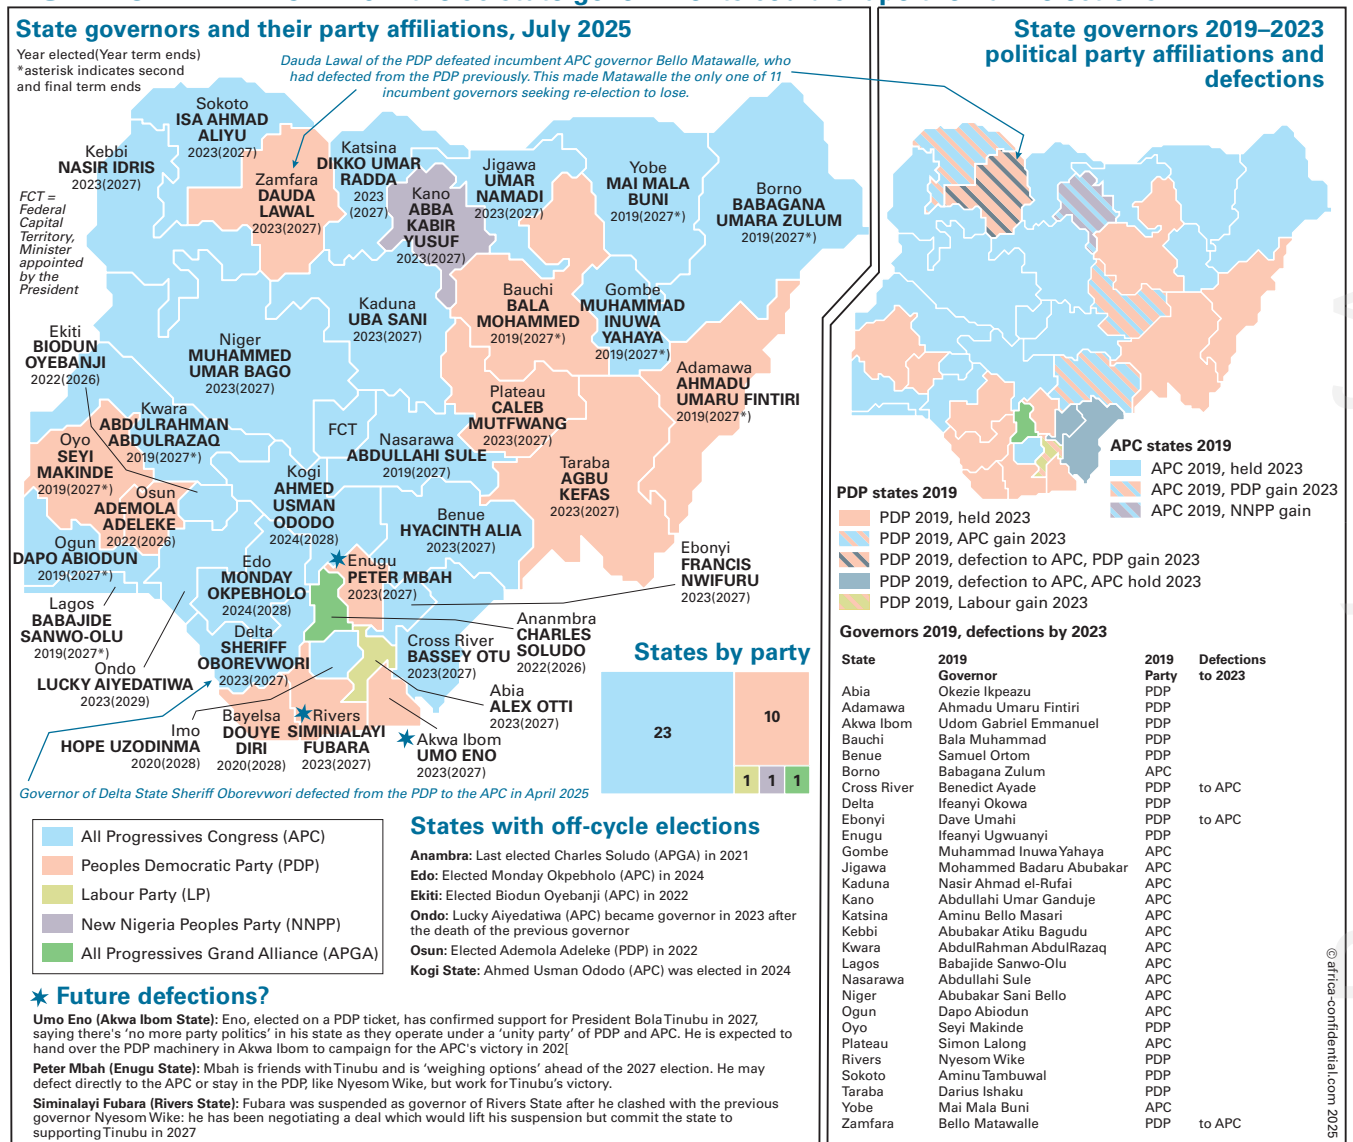 State governors and their party affiliations, July 2025
Year elected(Year term ends)
*asterisk indicates second
and final term ends
Dauda Lawal of the PDP defeated incumbent APC governor Bello Matawalle, who
had defected from the PDP previously. This made Matawalle the only one of 11
incumbent governors seeking re-election to lose.
Sokoto
ISA AHMAD
ALIYU
2023(2027)
Kebbi
NASIR IDRIS
2023(2027)
Zamfara
DAUDA
LAWAL
2023(2027)
Katsina
DIKKO UMAR
RADDA
2023
(2027)
Kano
ABBA
KABIR
YUSUF
2023(2027)
Jigawa
UMAR
NAMADI
2023(2027)
Yobe
MAI MALA
BUNI
2019(2027*)
Borno
BABAGANA
UMARA ZULUM
2019(2027*)
FCT =
Federal
Capital
Territory,
Minister
appointed
by the
President
Kaduna
UBA SANI
2023(2027)
Bauchi
BALA
MOHAMMED
2019(2027*)
Gombe
MUHAMMAD
INUWA
YAHAYA
2019(2027*)
Ekiti
BIODUN
OYEBANJI
2022(2026)
Niger
MUHAMMED
UMAR BAGO
2023(2027)
Adamawa
AHMADU
UMARU FINTIRI
2019(2027*)
Plateau
CALEB
MUTFWANG
2023(2027)
Kwara
ABDULRAHMAN
ABDULRAZAQ
2019(2027*)
FCT
Nasarawa
ABDULLAHI SULE
2019(2027)
Oyo
SEYI
MAKINDE
2019(2027*)
Taraba
AGBU
KEFAS
2023(2027)
Kogi
AHMED
USMAN
ODODO
2024(2028)
Osun
ADEMOLA
ADELEKE
2022(2026)
Benue
HYACINTH ALIA
2023(2027)
Ogun
DAPO ABIODUN
2019(2027*)
Edo
MONDAY
OKPEBHOLO
2024(2028)
Enugu
PETER MBAH
2023(2027)
Ebonyi
FRANCIS
NWIFURU
2023(2027)
Lagos
BABAJIDE
SANWO-OLU
2019(2027*)
Delta
SHERIFF
OBOREVWORI
2023(2027)
Cross River
BASSEY OTU
2023(2027)
Ananmbra
CHARLES
SOLUDO
2022(2026)
Ondo
LUCKY AIYEDATIWA
2023(2029)
Abia
ALEX OTTI
2023(2027)
Imo
HOPE UZODINMA
2020(2028)
Bayelsa
DOUYE
DIRI
2020(2028)
Rivers
SIMINIALAYI
FUBARA
2023(2027)
Akwa Ibom
UMO ENO
2023(2027)
States by party
23
10
1
1
1
Governor of Delta State Sheriff Oborevwori defected from the PDP to the APC in April 2025
All Progressives Congress (APC)
Peoples Democratic Party (PDP)
Labour Party (LP)
New Nigeria Peoples Party (NNPP)
All Progressives Grand Alliance (APGA)
States with off-cycle elections
Anambra: Last elected Charles Soludo (APGA) in 2021
Edo: Elected Monday Okpebholo (APC) in 2024
Ekiti: Elected Biodun Oyebanji (APC) in 2022
Ondo: Lucky Aiyedatiwa (APC) became governor in 2023 after
the death of the previous governor
Osun: Elected Ademola Adeleke (PDP) in 2022
Kogi State: Ahmed Usman Ododo (APC) was elected in 2024
Future defections?
Umo Eno (Akwa Ibom State): Eno, elected on a PDP ticket, has confirmed support for President Bola Tinubu in 2027,
saying there's 'no more party politics' in his state as they operate under a 'unity party' of PDP and APC. He is expected to
hand over the PDP machinery in Akwa Ibom to campaign for the APC's victory in 202[
Peter Mbah (Enugu State): Mbah is friends with Tinubu and is 'weighing options' ahead of the 2027 election. He may
defect directly to the APC or stay in the PDP, like Nyesom Wike, but work for Tinubu's victory.
Siminalayi Fubara (Rivers State): Fubara was suspended as governor of Rivers State after he clashed with the previous
governor Nyesom Wike: he has been negotiating a deal which would lift his suspension but commit the state to
supporting Tinubu in 2027
State governors 2019–2023
political party affiliations and
defections
APC states 2019
APC 2019, held 2023
APC 2019, PDP gain 2023
APC 2019, NNPP gain
PDP states 2019
PDP 2019, held 2023
PDP 2019, APC gain 2023
PDP 2019, defection to APC, PDP gain 2023
PDP 2019, defection to APC, APC hold 2023
PDP 2019, Labour gain 2023
Governors 2019, defections by 2023
State 2019 Governor 2019 Party Defections to 2023
Abia Okezie Ikpeazu PDP
Adamawa Ahmadu Umaru Fintiri PDP
Akwa Ibom Udom Gabriel Emmanuel PDP
Bauchi Bala Muhammad PDP
Benue Samuel Ortom PDP
Borno Babagana Zulum APC
Cross River Benedict Ayade PDP to APC
Delta Ifeanyi Okowa PDP
Ebonyi Dave Umahi PDP to APC
Enugu Ifeanyi Ugwuanyi PDP
Gombe Muhammad Inuwa Yahaya APC
Jigawa Mohammed Badaru Abubakar APC
Kaduna Nasir Ahmad el-Rufai APC
Kano Abdullahi Umar Ganduje APC
Katsina Aminu Bello Masari APC
Kebbi Abubakar Atiku Bagudu APC
Kwara AbdulRahman AbdulRazaq APC
Lagos Babajide Sanwo-Olu APC
Nasarawa Abdullahi Sule APC
Niger Abubakar Sani Bello APC
Ogun Dapo Abiodun APC
Oyo Seyi Makinde PDP
Plateau Simon Lalong APC
Rivers Nyesom Wike PDP
Sokoto Aminu Tambuwal PDP
Taraba Darius Ishaku PDP
Yobe Mai Mala Buni APC
Zamfara Bello Matawalle PDP to APC
© africa-confidential.com 2025